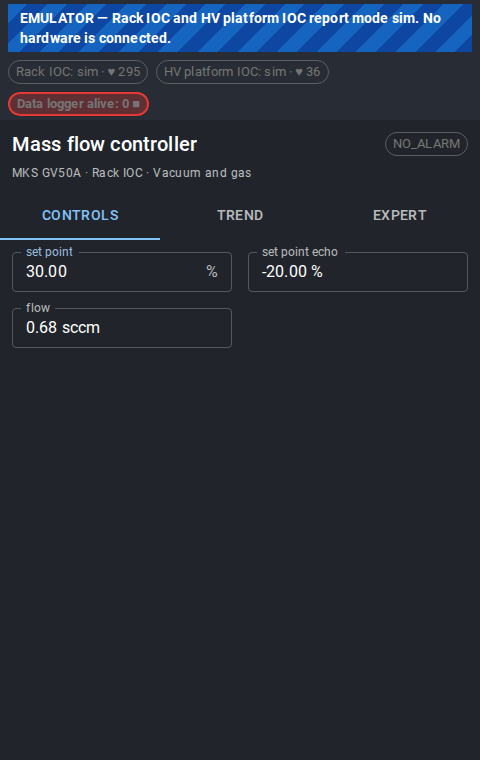 EMULATOR — Rack IOC and HV platform IOC report mode sim. No
hardware is connected.
Rack IOC: sim · ♥ 295
HV platform IOC: sim · ♥ 36
Data logger alive: 0 ■
Mass flow controller
NO_ALARM
MKS GV50A · Rack IOC · Vacuum and gas
CONTROLS
TREND
EXPERT
set point
30.00 %
set point echo
-20.00 %
flow
0.68 sccm